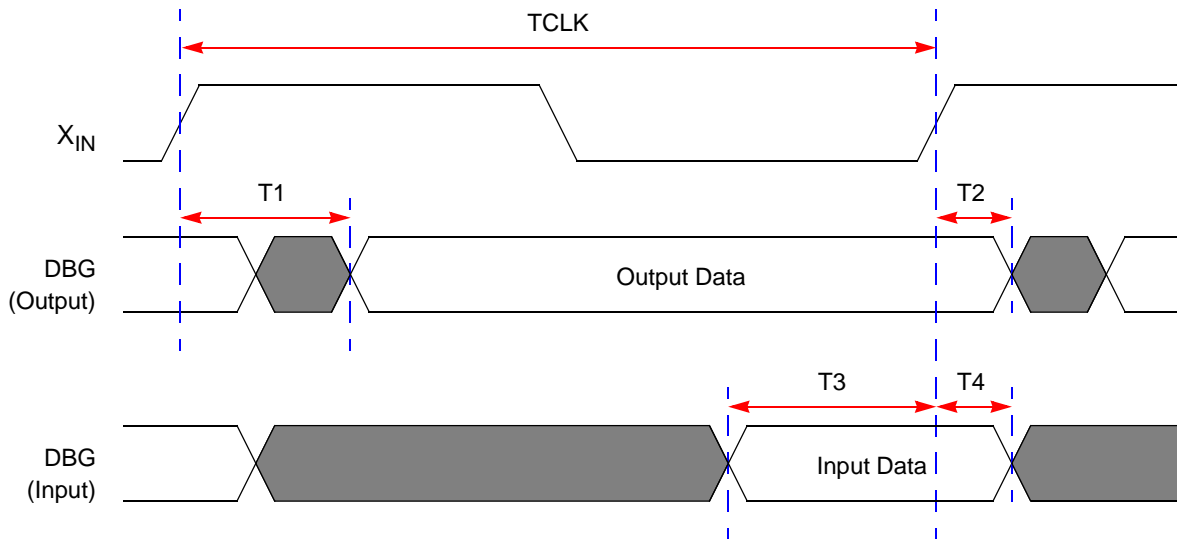 TCLK
XIN
T1
T2
DBG
(Output)
Output Data
T3
T4
DBG
(Input)
Input Data